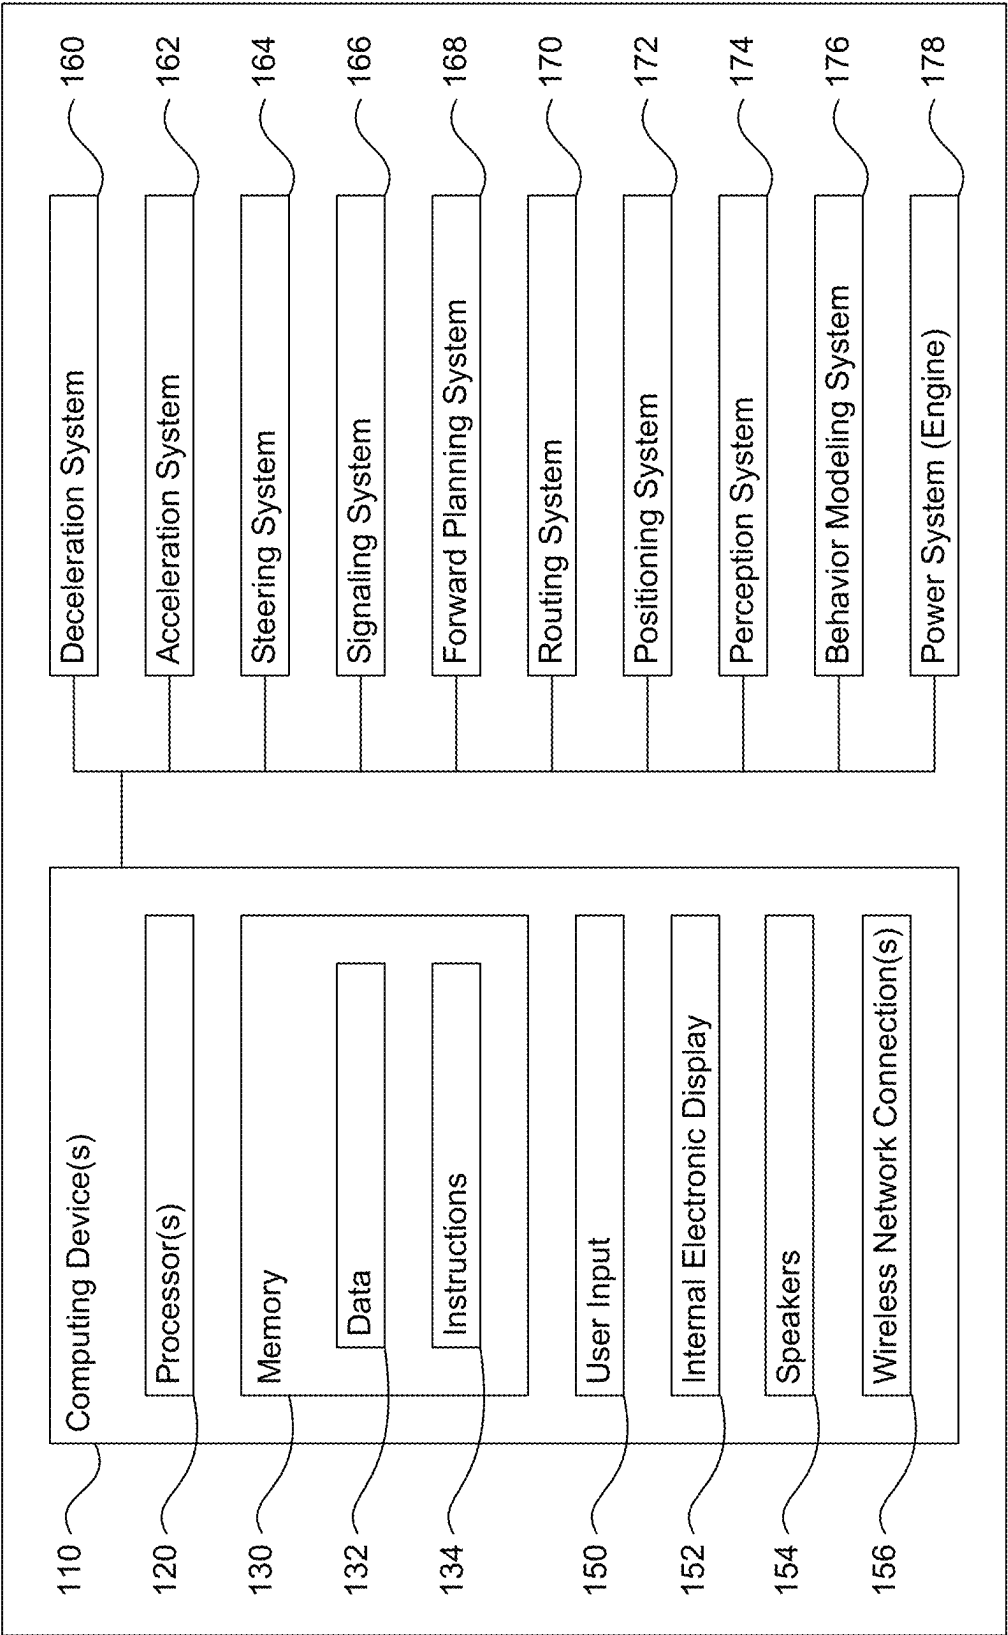 110
Computing Device(s)
120
Processor(s)
130
Memory
132
Data
134
Instructions
150
User Input
152
Internal Electronic Display
154
Speakers
156
Wireless Network Connection(s)
Deceleration System
160
Acceleration System
162
Steering System
164
Signaling System
166
Forward Planning System
168
Routing System
170
Positioning System
172
Perception System
174
Behavior Modeling System
176
Power System (Engine)
178